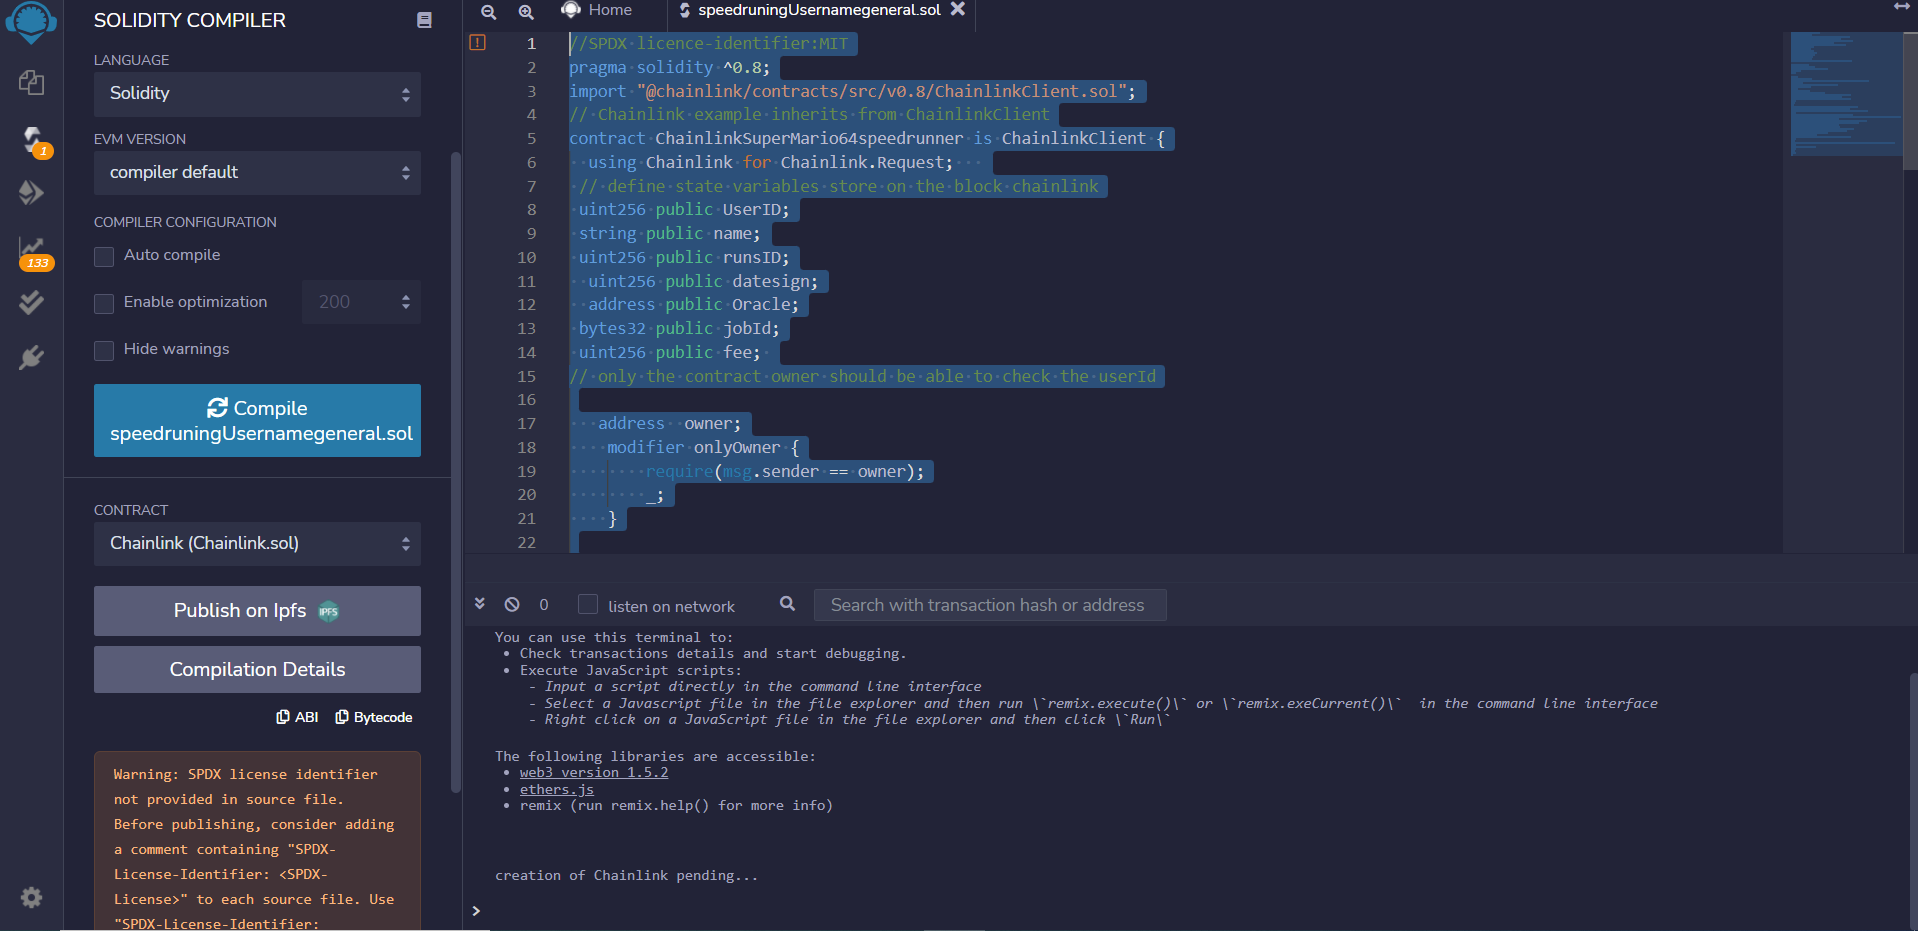 SOLIDITY COMPILER
LANGUAGE
Solidity
EVM VERSION
compiler default
COMPILER CONFIGURATION
Auto compile
Enable optimization 200
Hide warnings
Compile
speedruningUsernamegeneral.sol
CONTRACT
Chainlink (Chainlink.sol)
Publish on Ipfs IPFS
Compilation Details
ABI Bytecode
Warning: SPDX license identifier
not provided in source file.
Before publishing, consider adding
a comment containing "SPDX-
License-Identifier: <SPDX-
License>" to each source file. Use
"SPDX-License-Identifier:
1
133
Home speedruningUsernamegeneral.sol
1 //SPDX licence-identifier:MIT
2 pragma solidity ^0.8;
3 import "@chainlink/contracts/src/v0.8/ChainlinkClient.sol";
4 // Chainlink example inherits from ChainlinkClient
5 contract ChainlinkSuperMario64speedrunner is ChainlinkClient {
6 using Chainlink for Chainlink.Request;
7 // define state variables store on the block chainlink
8 uint256 public UserID;
9 string public name;
10 uint256 public runsID;
11 uint256 public datesign;
12 address public Oracle;
13 bytes32 public jobId;
14 uint256 public fee;
15 // only the contract owner should be able to check the userId
16
17 address owner;
18 modifier onlyOwner {
19 require(msg.sender == owner);
20 _;
21 }
22
0 listen on network Search with transaction hash or address
You can use this terminal to:
• Check transactions details and start debugging.
• Execute JavaScript scripts:
- Input a script directly in the command line interface
- Select a Javascript file in the file explorer and then run \`remix.execute()\` or \`remix.exeCurrent()\` in the command line interface
- Right click on a JavaScript file in the file explorer and then click \`Run\`
The following libraries are accessible:
• web3 version 1.5.2
• ethers.js
• remix (run remix.help() for more info)
creation of Chainlink pending...
>